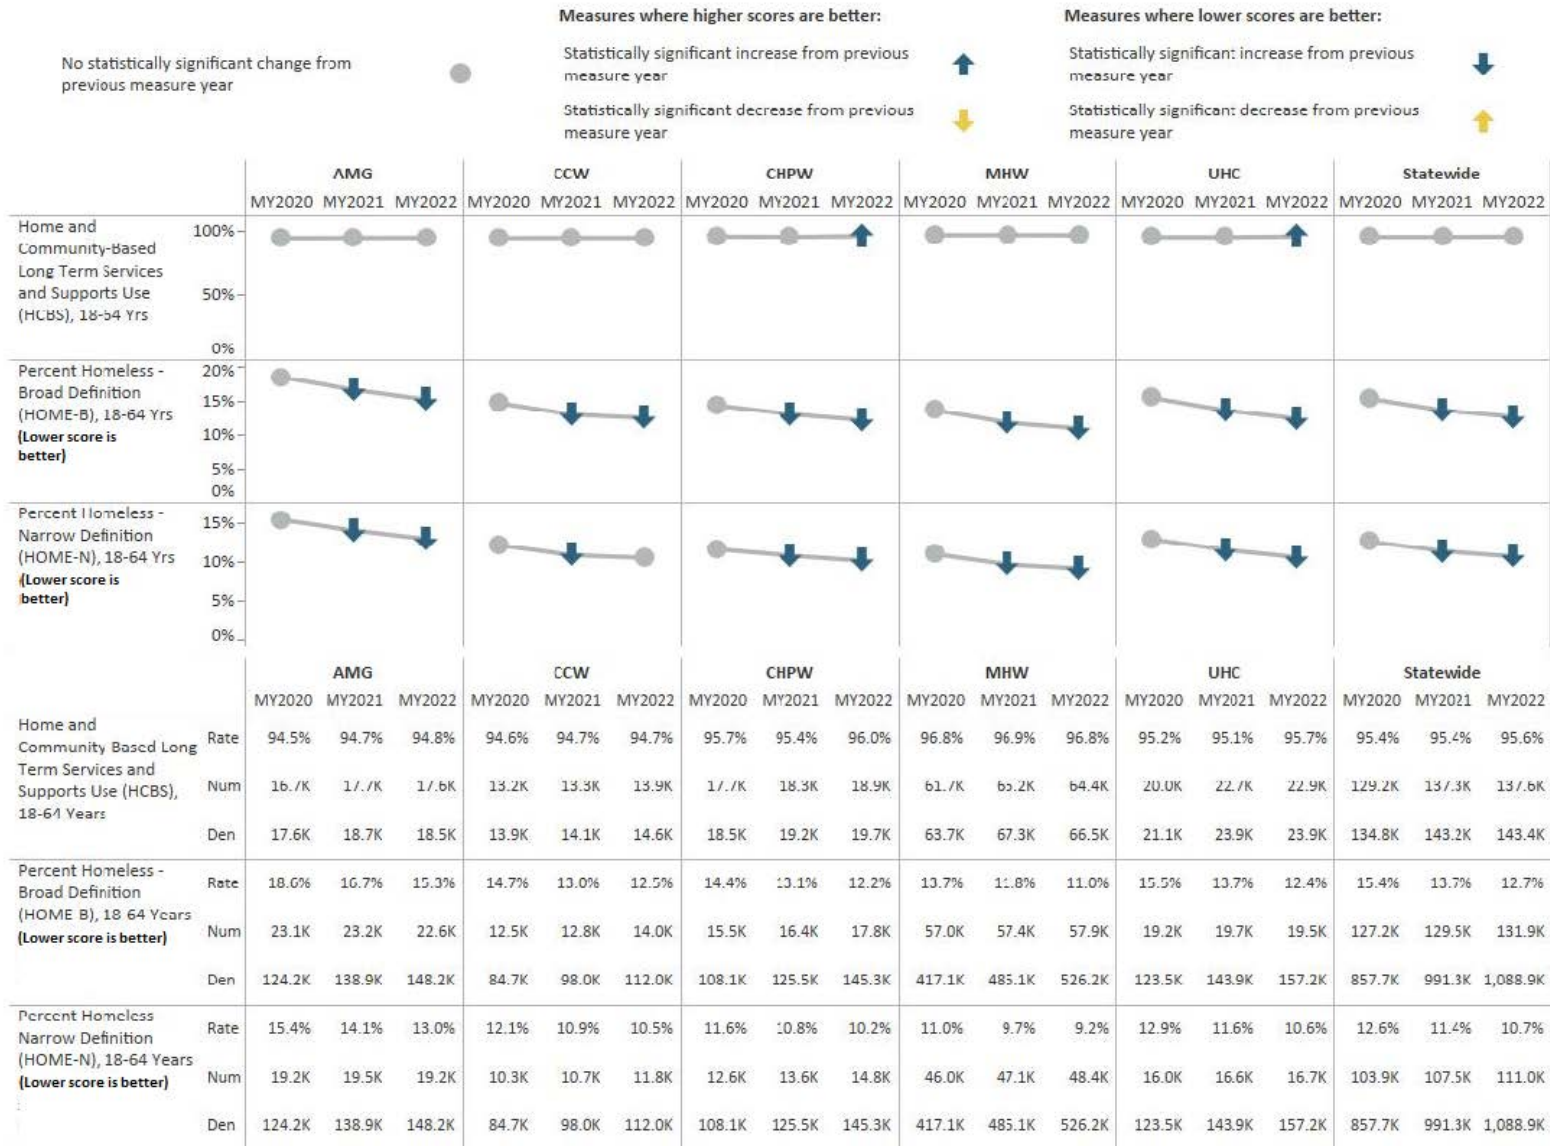 Measures where higher scores are better:
Measures where lower scores are better:
No statistically significant change from
previous measure year
Statistically significant increase from previous
measure year
Statistically significant increase from previous
measure year
Statistically significant decrease from previous
measure year
Statistically significant decrease from previous
measure year
AMG CCW CHPW MHW UHC Statewide
MY2020 MY2021 MY2022 MY2020 MY2021 MY2022 MY2020 MY2021 MY2022 MY2020 MY2021 MY2022 MY2020 MY2021 MY2022 MY2020 MY2021 MY2022
Home and
Community-Based
Long Term Services
and Supports Use
(HCBS), 18-54 Yrs
100%
50%
0%
Percent Homeless -
Broad Definition
(HOME-B), 18-64 Yrs
(Lower score is
better)
20%
15%
10%
5%
0%
Percent Homeless -
Narrow Definition
(HOME-N), 18-64 Yrs
(Lower score is
better)
15%
10%
5%
0%
AMG CCW CHPW MHW UHC Statewide
MY2020 MY2021 MY2022 MY2020 MY2021 MY2022 MY2020 MY2021 MY2022 MY2020 MY2021 MY2022 MY2020 MY2021 MY2022 MY2020 MY2021 MY2022
Home and
Community Based Long
Term Services and
Supports Use (HCBS),
18-64 Years
Rate 94.5% 94.7% 94.8% 94.6% 94.7% 94.7% 95.7% 95.4% 96.0% 96.8% 96.9% 96.8% 95.2% 95.1% 95.7% 95.4% 95.4% 95.6%
Num 16.7K 17.7K 17.6K 13.2K 13.3K 13.9K 17.7K 18.3K 18.9K 61.7K 65.2K 64.4K 20.0K 22.7K 22.9K 129.2K 137.3K 137.6K
Den 17.6K 18.7K 18.5K 13.9K 14.1K 14.6K 18.5K 19.2K 19.7K 63.7K 67.3K 66.5K 21.1K 23.9K 23.9K 134.8K 143.2K 143.4K
Percent Homeless -
Broad Definition
(HOME B), 18 64 Years
(Lower score is better)
Rate 18.6% 16.7% 15.3% 14.7% 13.0% 12.5% 14.4% 13.1% 12.2% 13.7% 11.8% 11.0% 15.5% 13.7% 12.4% 15.4% 13.7% 12.7%
Num 23.1K 23.2K 22.6K 12.5K 12.8K 14.0K 15.5K 16.4K 17.8K 57.0K 57.4K 57.9K 19.2K 19.7K 19.5K 127.2K 129.5K 131.9K
Den 124.2K 138.9K 148.2K 84.7K 98.0K 112.0K 108.1K 125.5K 145.3K 417.1K 485.1K 526.2K 123.5K 143.9K 157.2K 857.7K 991.3K 1,088.9K
Percent Homeless
Narrow Definition
(HOME-N), 18-64 Years
(Lower score is better)
Rate 15.4% 14.1% 13.0% 12.1% 10.9% 10.5% 11.6% 10.8% 10.2% 11.0% 9.7% 9.2% 12.9% 11.6% 10.6% 12.6% 11.4% 10.7%
Num 19.2K 19.5K 19.2K 10.3K 10.7K 11.8K 12.6K 13.6K 14.8K 46.0K 47.1K 48.4K 16.0K 16.6K 16.7K 103.9K 107.5K 111.0K
Den 124.2K 138.9K 148.2K 84.7K 98.0K 112.0K 108.1K 125.5K 145.3K 417.1K 485.1K 526.2K 123.5K 143.9K 157.2K 857.7K 991.3K 1,088.9K